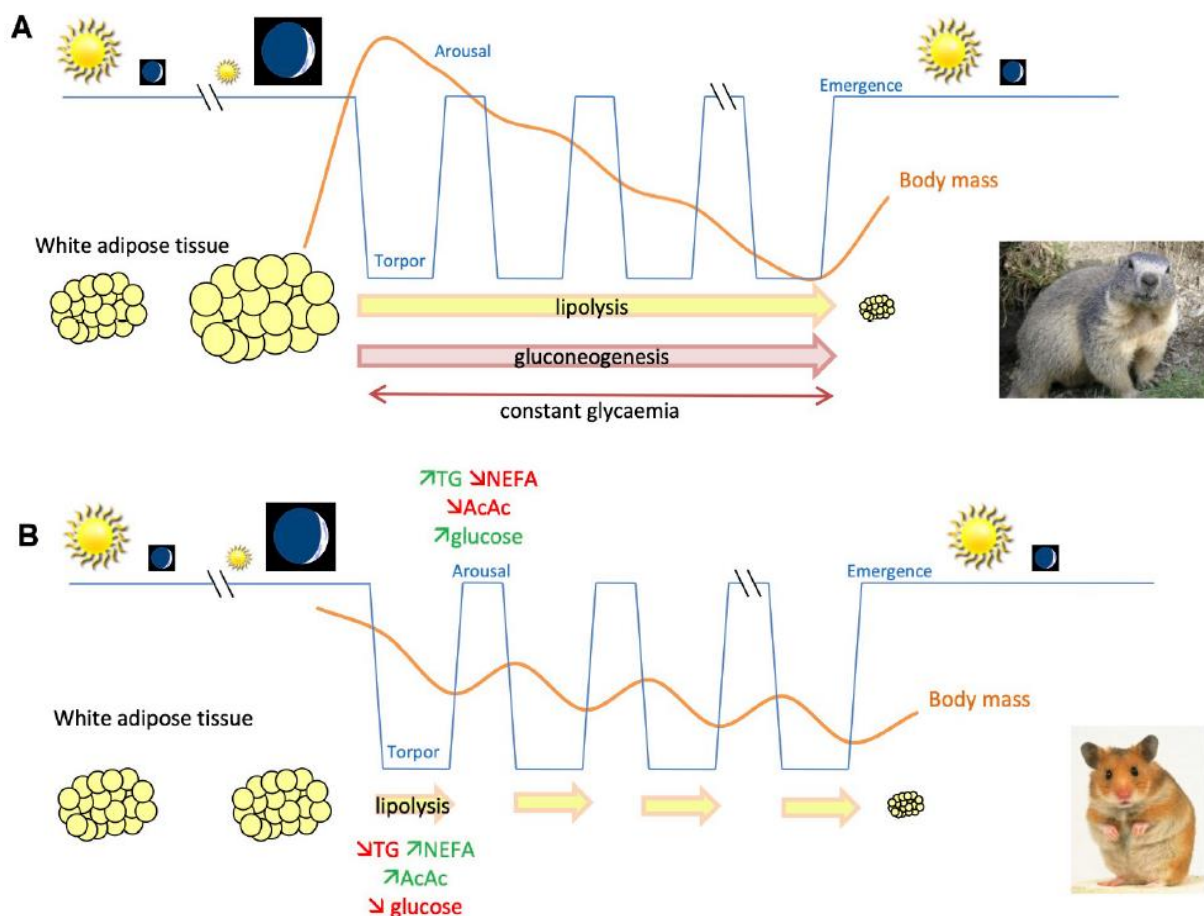 A
Arousal
Emergence
Body mass
White adipose tissue
Torpor
lipolysis
gluconeogenesis
constant glycaemia
↗TG ↘NEFA
↘AcAc
↗glucose
B
Arousal
Emergence
Body mass
White adipose tissue
Torpor
lipolysis
↘TG ↗NEFA
↗AcAc
↘ glucose